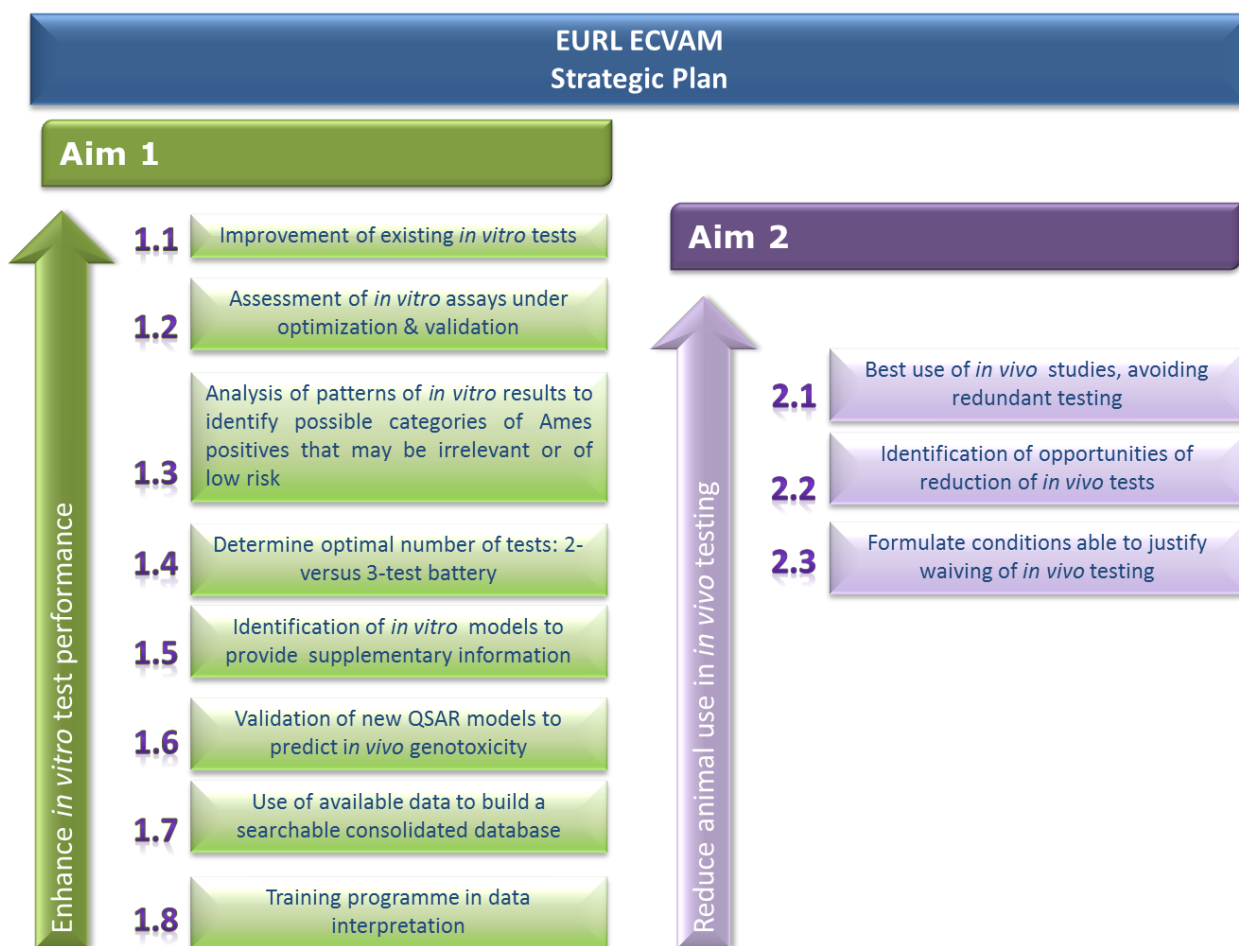 EURL ECVAM
Strategic Plan
Aim 1
Enhance in vitro test performance
1.1
Improvement of existing in vitro tests
1.2
Assessment of in vitro assays under
optimization & validation
1.3
Analysis of patterns of in vitro results to
identify possible categories of Ames
positives that may be irrelevant or of
low risk
1.4
Determine optimal number of tests: 2-
versus 3-test battery
1.5
Identification of in vitro models to
provide supplementary information
1.6
Validation of new QSAR models to
predict in vivo genotoxicity
1.7
Use of available data to build a
searchable consolidated database
1.8
Training programme in data
interpretation
Aim 2
Reduce animal use in in vivo testing
2.1
Best use of in vivo studies, avoiding
redundant testing
2.2
Identification of opportunities of
reduction of in vivo tests
2.3
Formulate conditions able to justify
waiving of in vivo testing